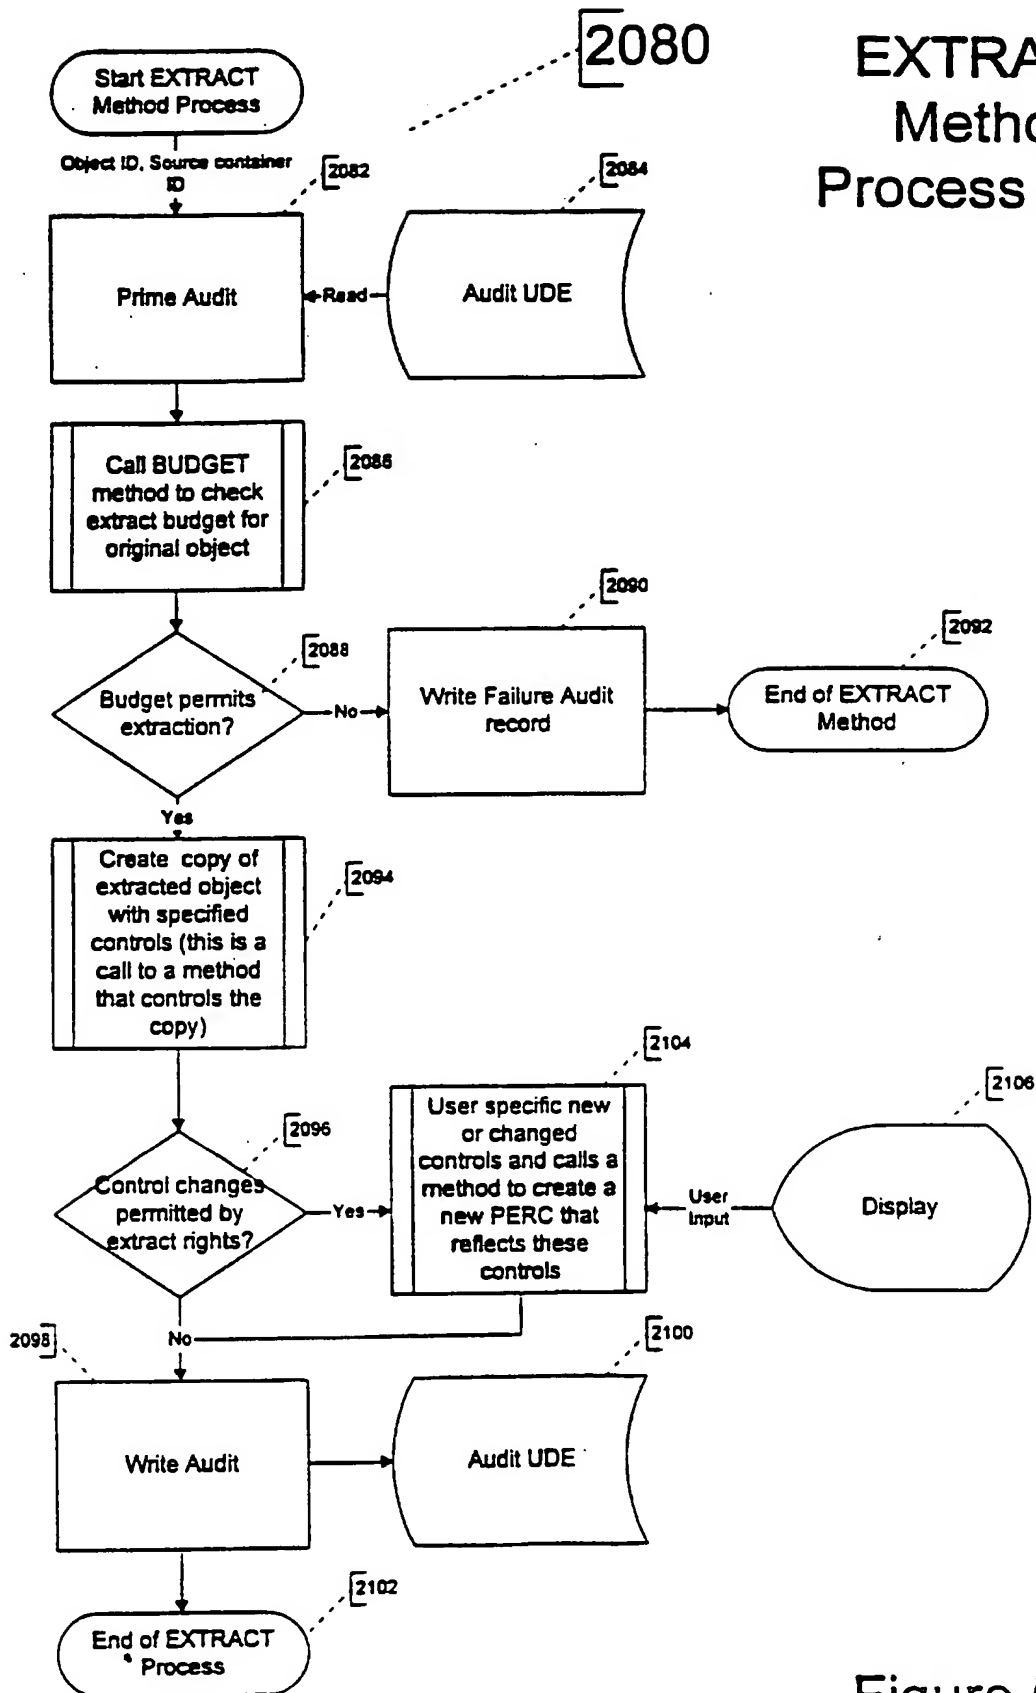 2080
EXTRA
Metho
Process
Start EXTRACT
Method Process
Object ID, Source container
ID
2082
2084
Prime Audit
Read
Audit UDE
Call BUDGET
method to check
extract budget for
original object
2086
2088
Budget permits
extraction?
No
2090
Write Failure Audit
record
2092
End of EXTRACT
Method
Yes
Create copy of
extracted object
with specified
controls (this is a
call to a method
that controls the
copy)
2094
2096
Control changes
permitted by
extract rights?
Yes
2104
User specific new
or changed
controls and calls a
method to create a
new PERC that
reflects these
controls
User
Input
2106
Display
No
2098
Write Audit
2100
Audit UDE
2102
End of EXTRACT
Process
Figure